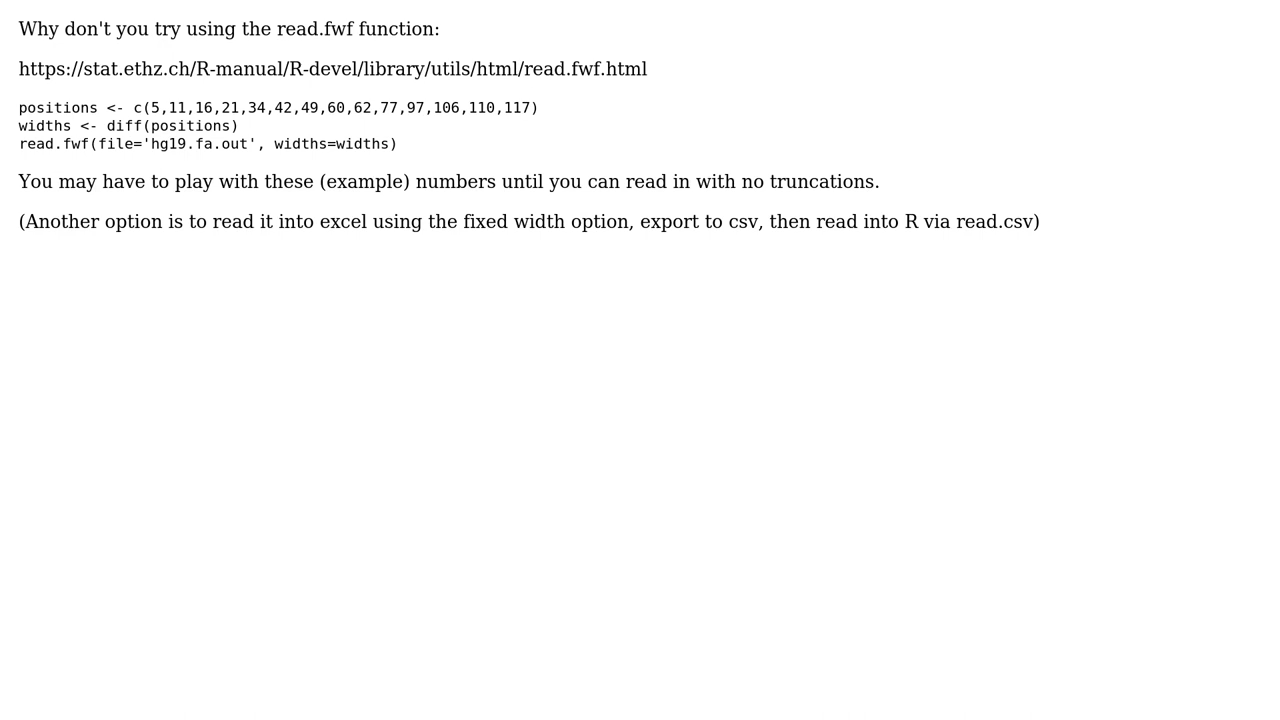 Why don't you try using the read.fwf function:
https://stat.ethz.ch/R-manual/R-devel/library/utils/html/read.fwf.html
positions <- c(5,11,16,21,34,42,49,60,62,77,97,106,110,117)
widths <- diff(positions)
read.fwf(file='hg19.fa.out', widths=widths)
You may have to play with these (example) numbers until you can read in with no truncations.
(Another option is to read it into excel using the fixed width option, export to csv, then read into R via read.csv)